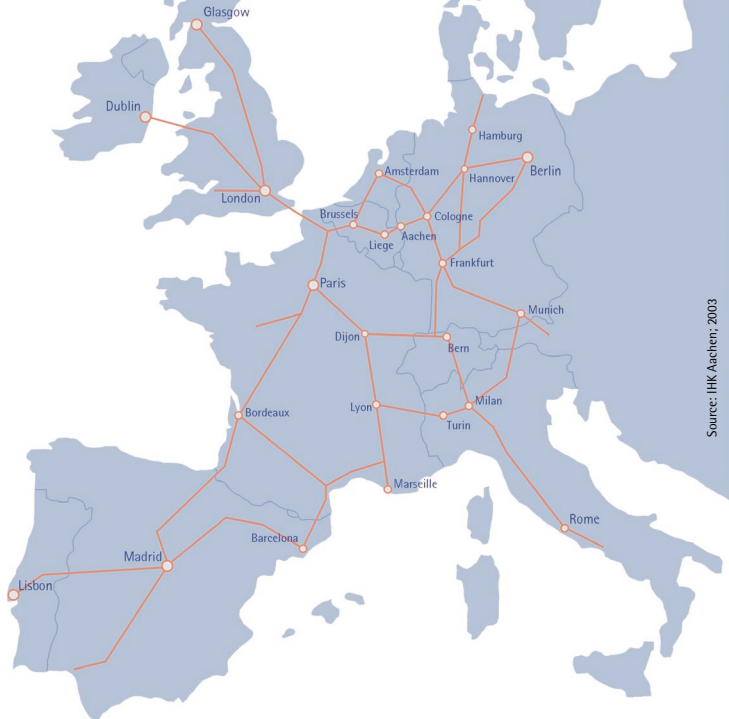 Glasgow
Dublin
Hamburg
Berlin
Amsterdam
Hannover
London
Brussels
Cologne
Aachen
Liege
Frankfurt
Paris
Munich
Dijon
Bern
Lyon
Milan
Bordeaux
Turin
Marseille
Rome
Barcelona
Madrid
Lisbon
Source: IHK Aachen; 2003